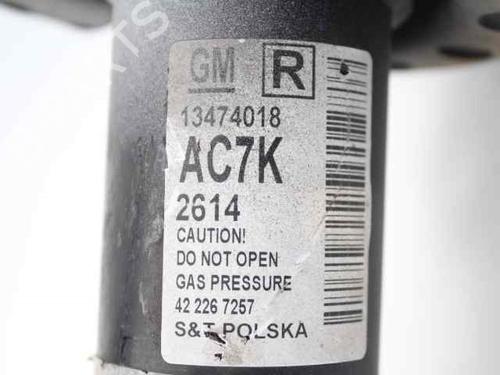 GM R
13474018
AC7K
2614
CAUTION!
DO NOT OPEN
GAS PRESSURE
42 226 7257
S&T POLSKA